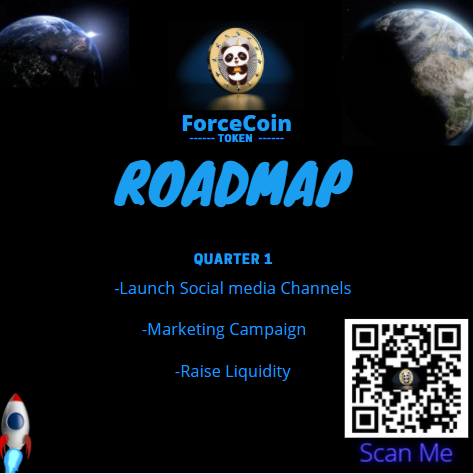 ForceCoin
------ TOKEN ------
ROADMAP
QUARTER 1
-Launch Social media Channels
-Marketing Campaign
-Raise Liquidity
Scan Me